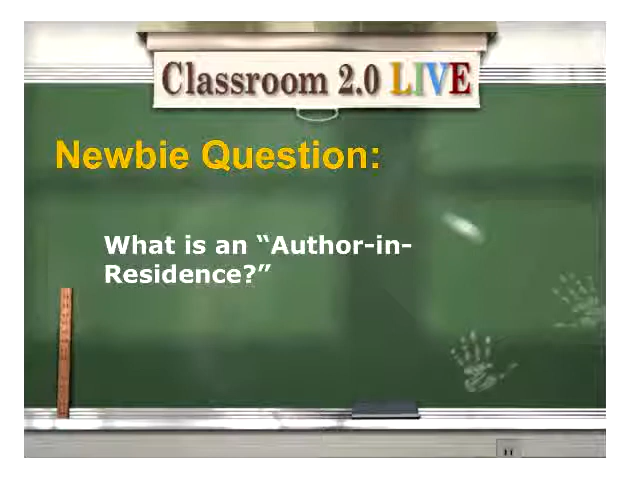 Classroom 2.0 LIVE
Newbie Question:
What is an “Author-in-
Residence?”